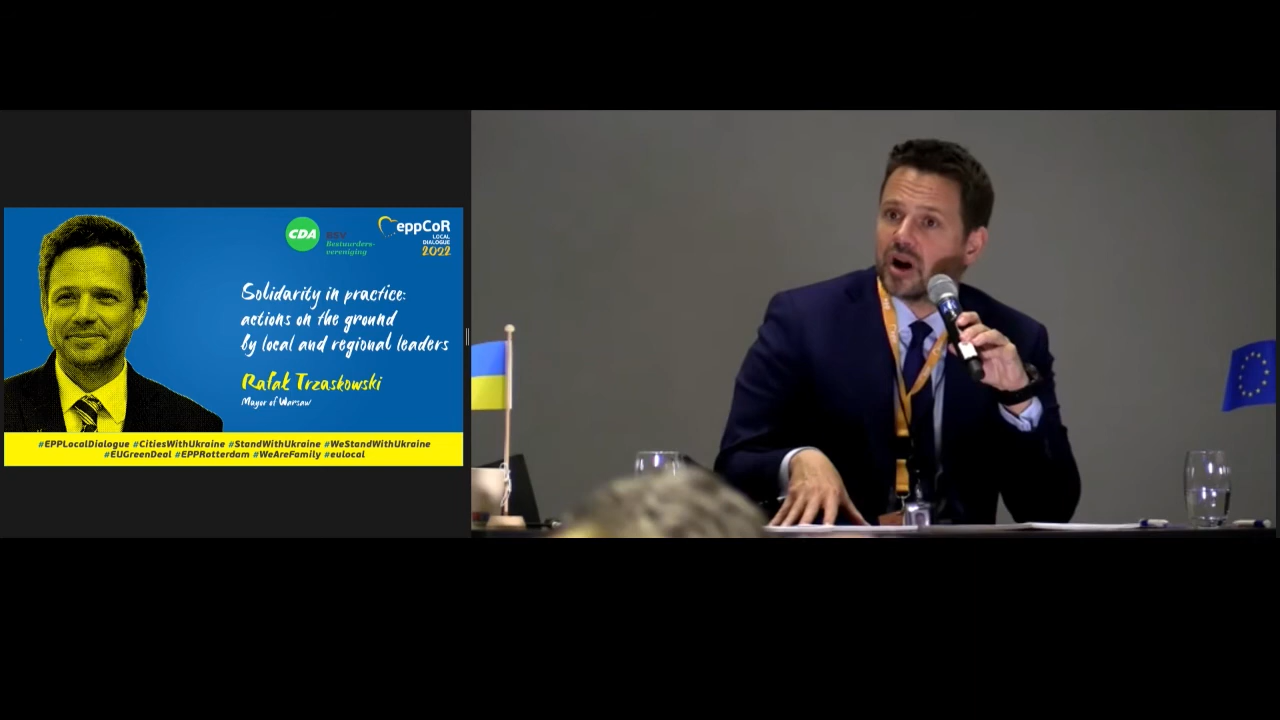 CDA
BSV
Bestuurders-
vereniging
eppCoR
LOCAL
DIALOGUE
2022
Solidarity in practice:
actions on the ground
by local and regional leaders
Rafał Trzaskowski
Mayor of Warsaw
#EPPLocalDialogue #CitiesWithUkraine #StandWithUkraine #WeStandWithUkraine
#EUGreenDeal #EPPRotterdam #WeAreFamily #eulocal